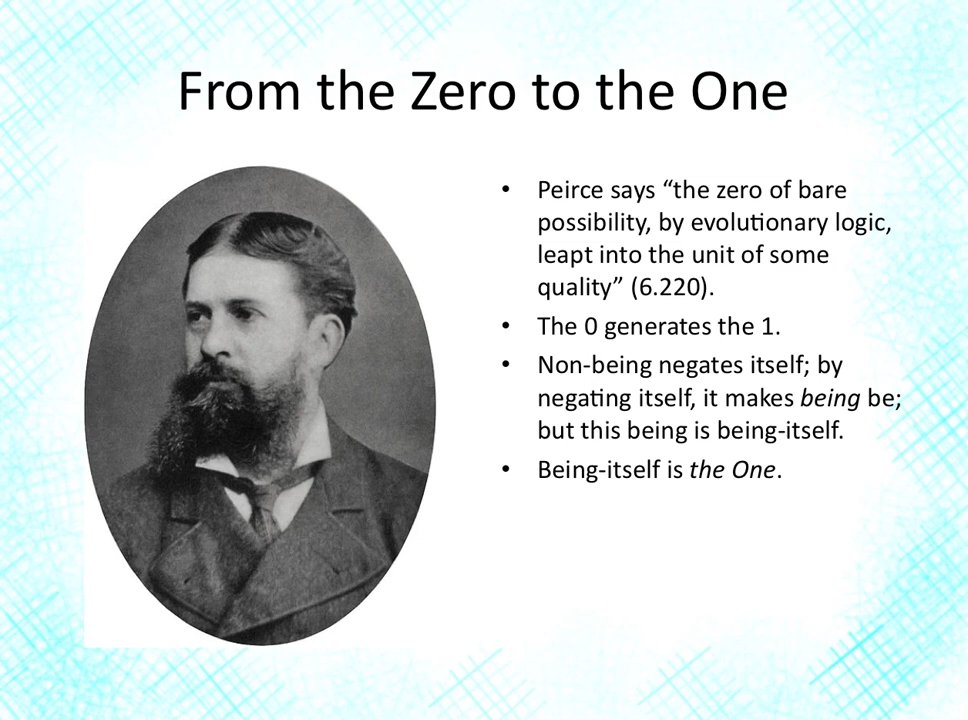 From the Zero to the One
• Peirce says “the zero of bare
possibility, by evolutionary logic,
leapt into the unit of some
quality” (6.220).
• The 0 generates the 1.
• Non-being negates itself; by
negating itself, it makes being be;
but this being is being-itself.
• Being-itself is the One.